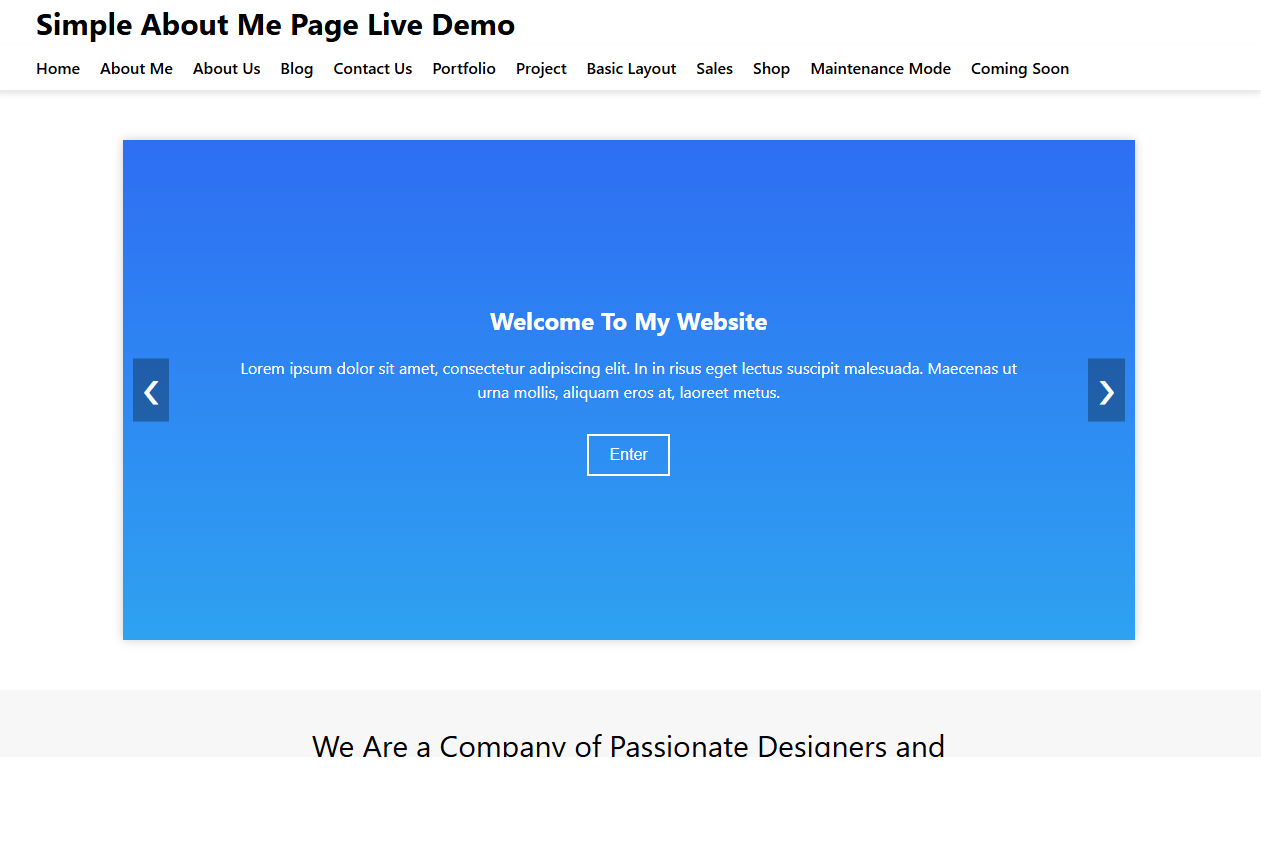 Simple About Me Page Live Demo
Home About Me About Us Blog Contact Us Portfolio Project Basic Layout Sales Shop Maintenance Mode Coming Soon
Welcome To My Website
Lorem ipsum dolor sit amet, consectetur adipiscing elit. In in risus eget lectus suscipit malesuada. Maecenas ut
urna mollis, aliquam eros at, laoreet metus.
❮
❯
Enter
We Are a Company of Passionate Designers and